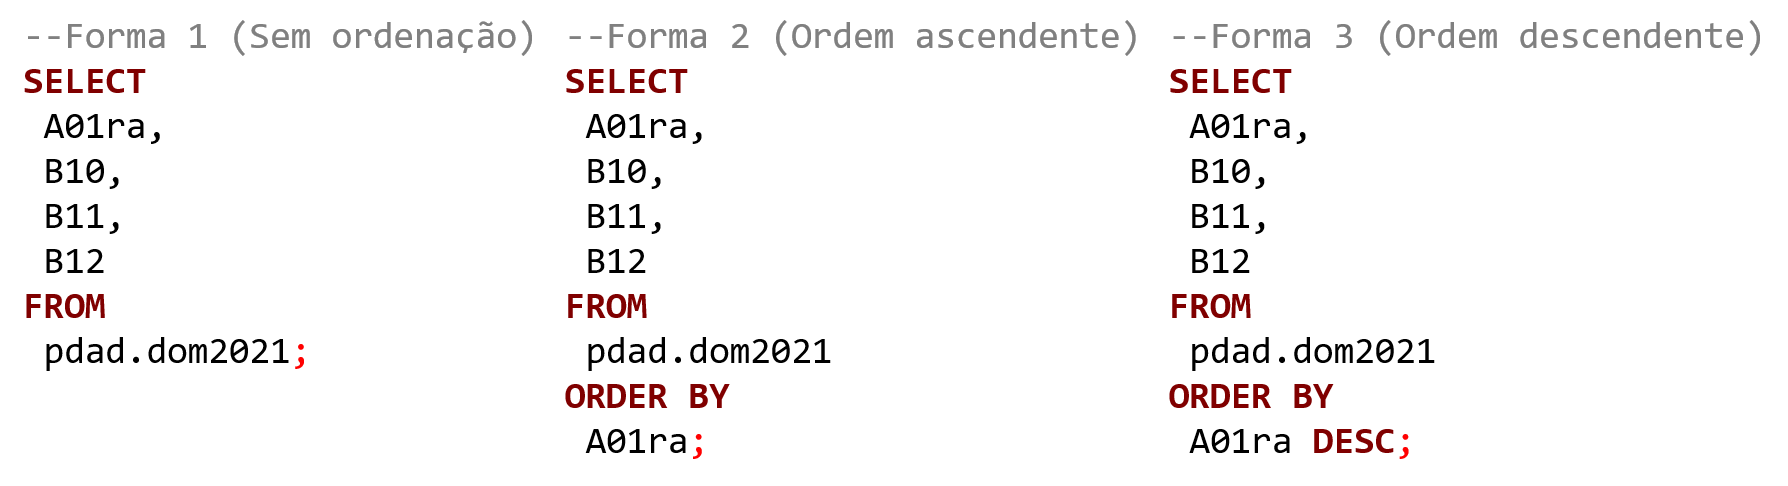 --Forma 1 (Sem ordenação)
SELECT
A01ra,
B10,
B11,
B12
FROM
pdad.dom2021;
--Forma 2 (Ordem ascendente)
SELECT
A01ra,
B10,
B11,
B12
FROM
pdad.dom2021
ORDER BY
A01ra;
--Forma 3 (Ordem descendente)
SELECT
A01ra,
B10,
B11,
B12
FROM
pdad.dom2021
ORDER BY
A01ra DESC;